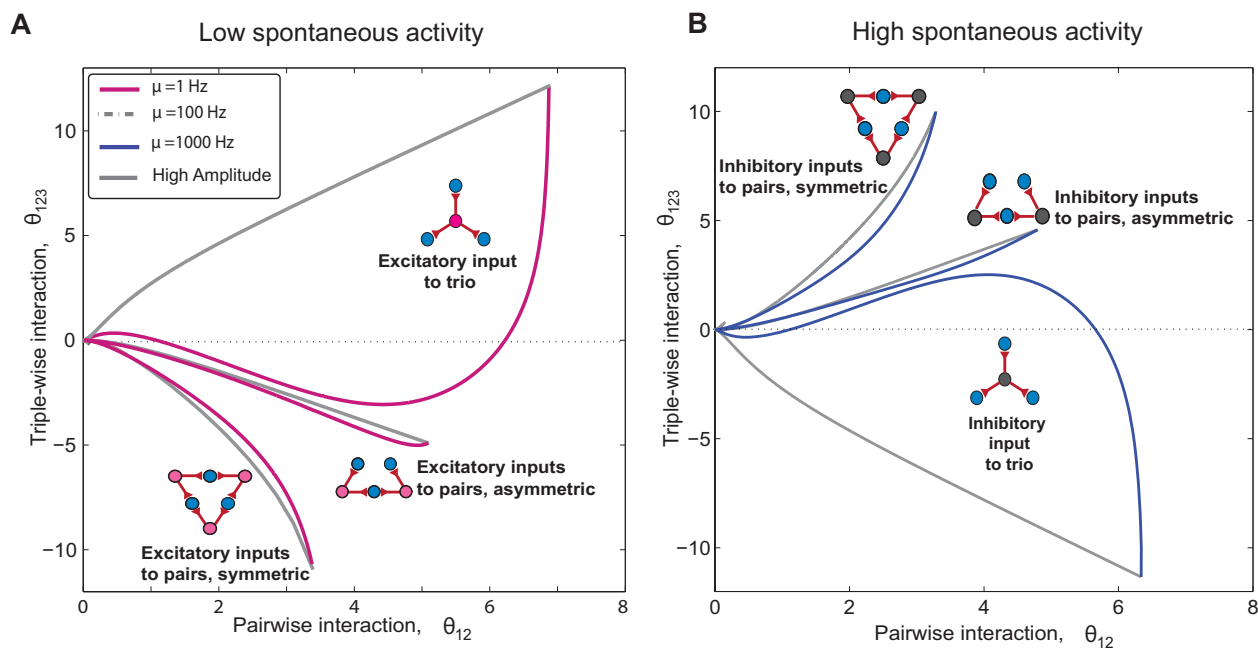 A
Low spontaneous activity
μ = 1 Hz
μ = 100 Hz
μ = 1000 Hz
High Amplitude
Excitatory input
to trio
Excitatory inputs
to pairs, asymmetric
Excitatory inputs
to pairs, symmetric
Triple-wise interaction, θ123
10
5
0
−5
−10
0 2 4 6 8
Pairwise interaction, θ12
B
High spontaneous activity
Inhibitory inputs
to pairs, symmetric
Inhibitory inputs
to pairs, asymmetric
Inhibitory
input
to trio
Triple-wise interaction, θ123
10
5
0
−5
−10
0 2 4 6 8
Pairwise interaction, θ12